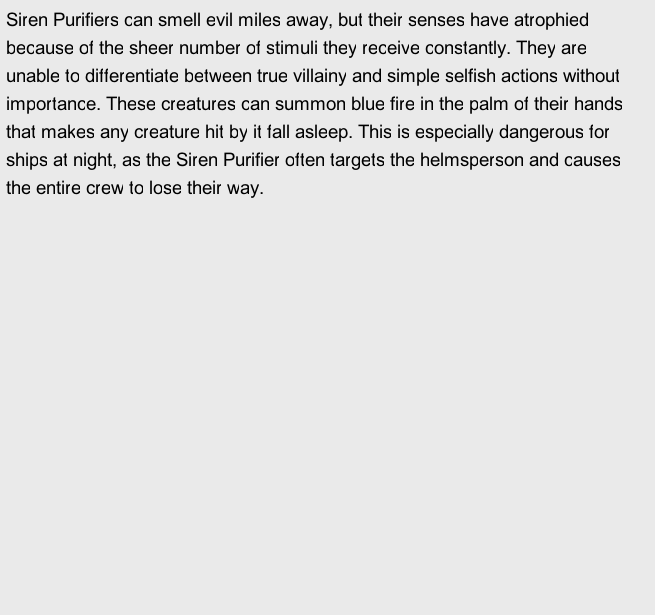 Siren Purifiers can smell evil miles away, but their senses have atrophied
because of the sheer number of stimuli they receive constantly. They are
unable to differentiate between true villainy and simple selfish actions without
importance. These creatures can summon blue fire in the palm of their hands
that makes any creature hit by it fall asleep. This is especially dangerous for
ships at night, as the Siren Purifier often targets the helmsperson and causes
the entire crew to lose their way.